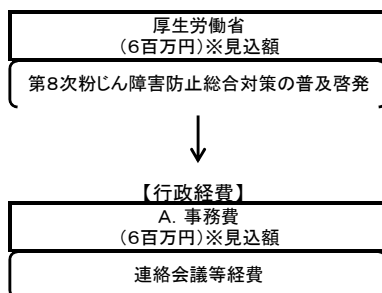 厚生労働省
（６百万円）※見込額
第８次粉じん障害防止総合対策の普及啓発
【行政経費】
Ａ．事務費
（６百万円）※見込額
連絡会議等経費